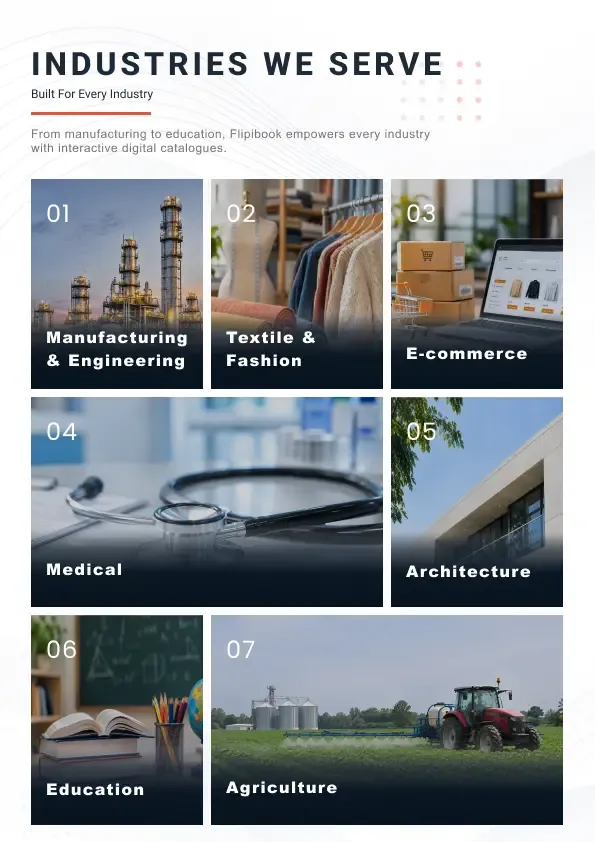 INDUSTRIES WE SERVE
Built For Every Industry
From manufacturing to education, Flipibook empowers every industry
with interactive digital catalogues.
01
02
03
Manufacturing
& Engineering
Textile &
Fashion
E-commerce
04
05
Medical
Architecture
06
07
Education
Agriculture